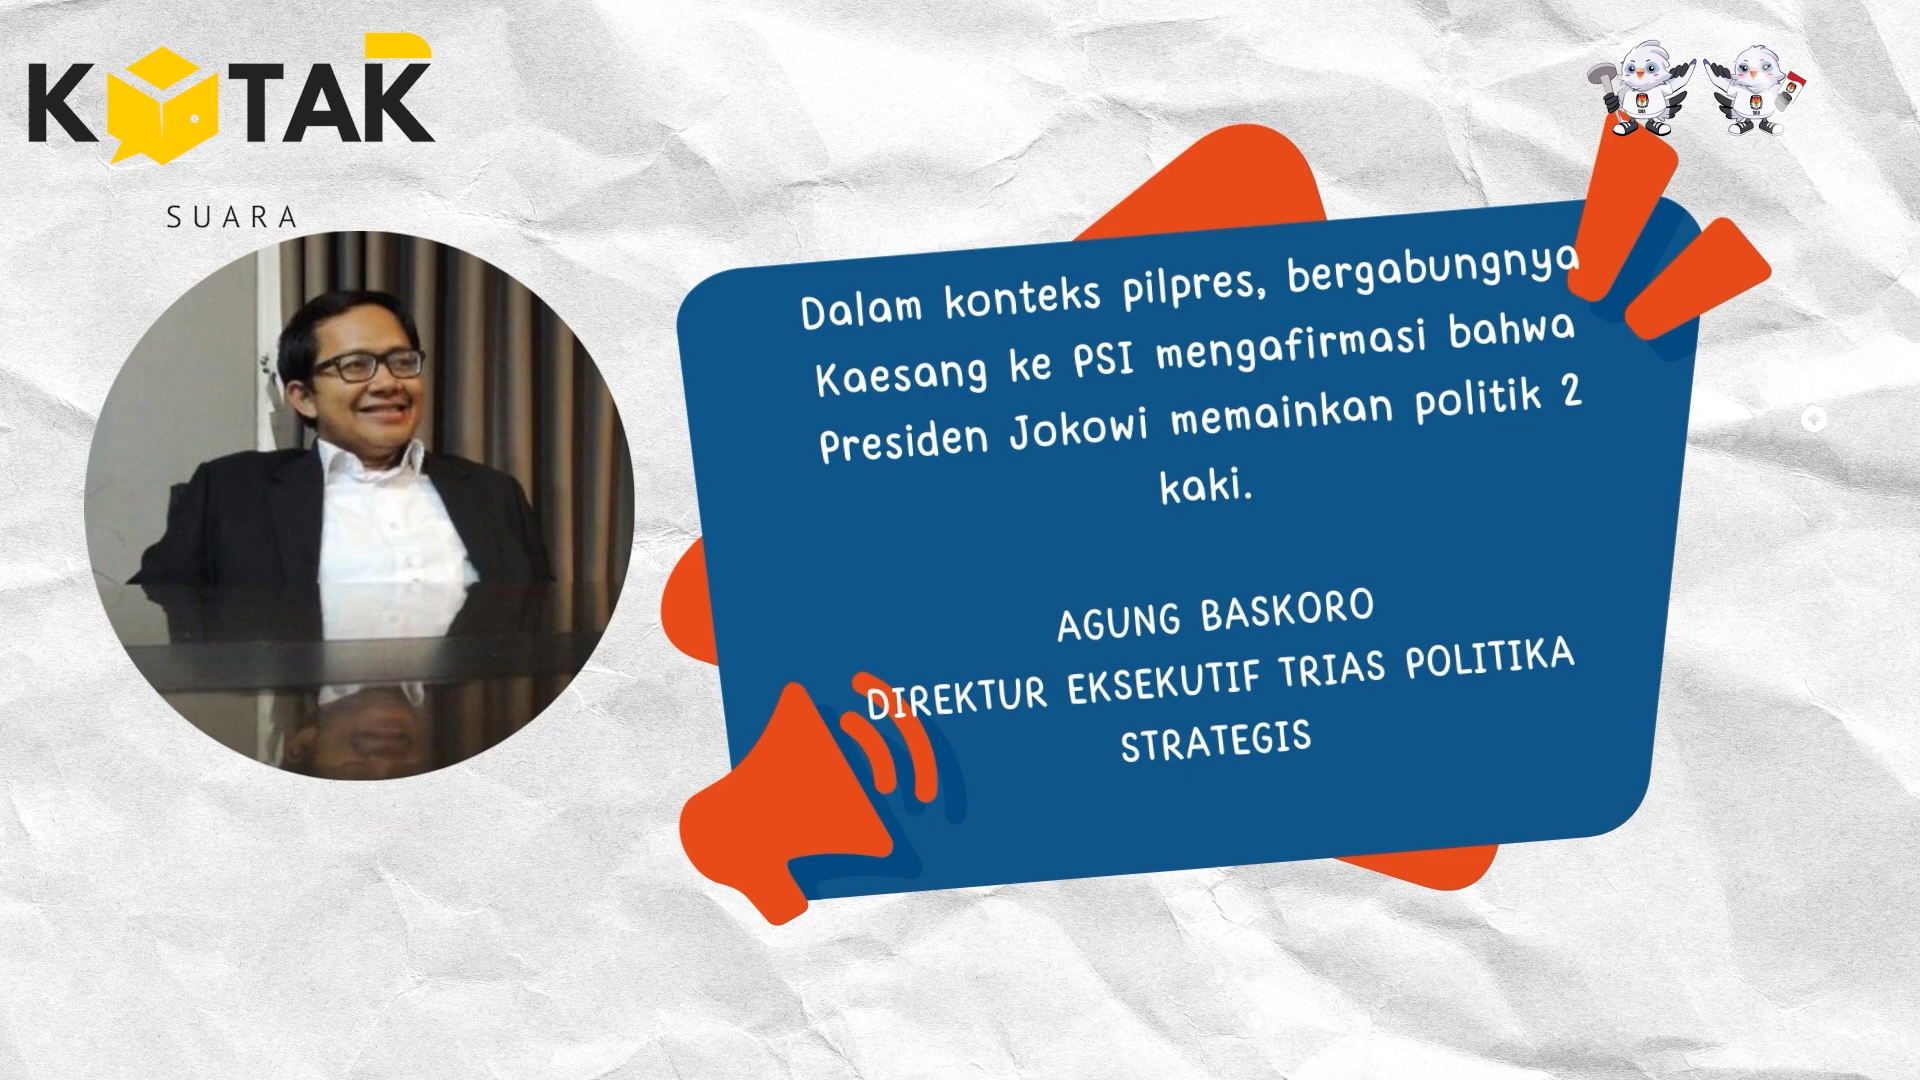 KOTAK
SUARA
Dalam konteks pilpres, bergabungnya
Kaesang ke PSI mengafirmasi bahwa
Presiden Jokowi memainkan politik 2
kaki.
AGUNG BASKORO
DIREKTUR EKSEKUTIF TRIAS POLITIKA
STRATEGIS